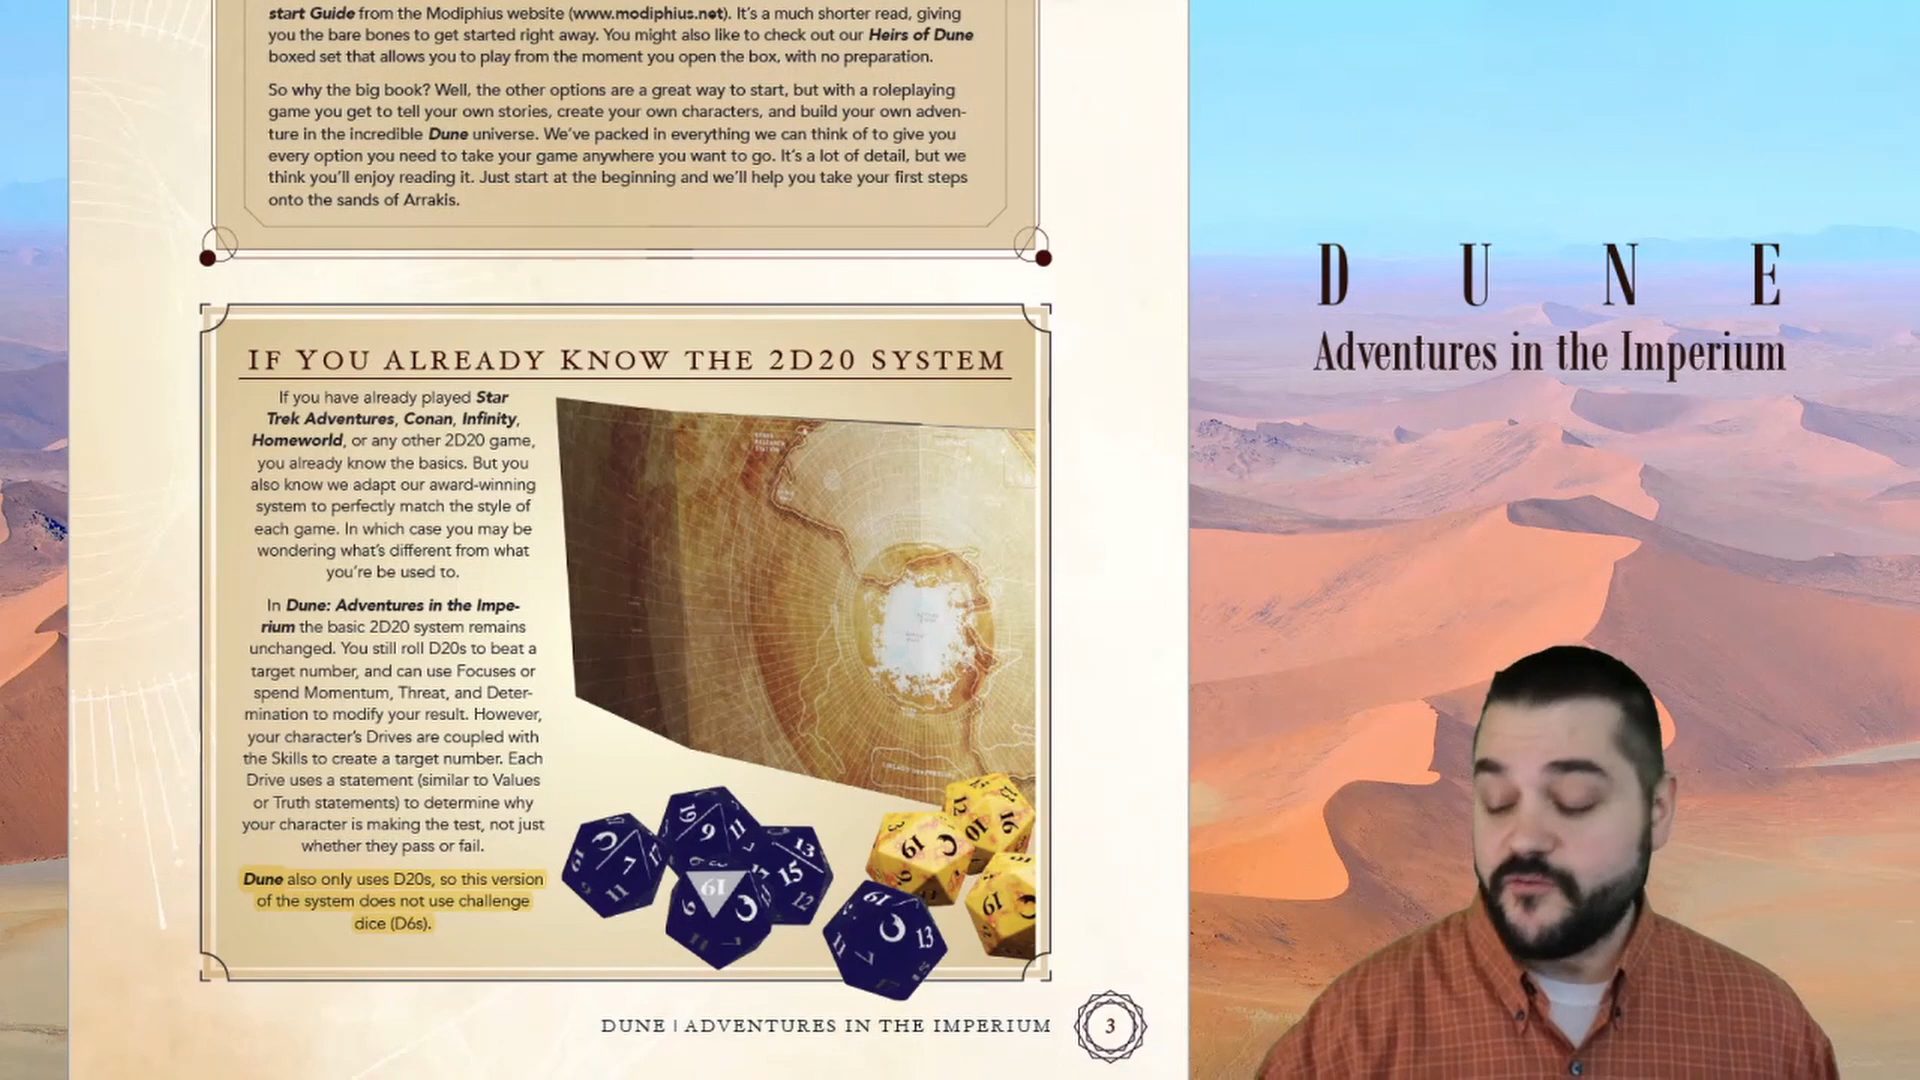 start Guide from the Modiphius website (www.modiphius.net). It's a much shorter read, giving
you the bare bones to get started right away. You might also like to check out our Heirs of Dune
boxed set that allows you to play from the moment you open the box, with no preparation.
So why the big book? Well, the other options are a great way to start, but with a roleplaying
game you get to tell your own stories, create your own characters, and build your own adven-
ture in the incredible Dune universe. We've packed in everything we can think of to give you
every option you need to take your game anywhere you want to go. It's a lot of detail, but we
think you'll enjoy reading it. Just start at the beginning and we'll help you take your first steps
onto the sands of Arrakis.
IF YOU ALREADY KNOW THE 2D20 SYSTEM
If you have already played Star
Trek Adventures, Conan, Infinity,
Homeworld, or any other 2D20 game,
you already know the basics. But you
also know we adapt our award-winning
system to perfectly match the style of
each game. In which case you may be
wondering what's different from what
you're be used to.
In Dune: Adventures in the Impe-
rium the basic 2D20 system remains
unchanged. You still roll D20s to beat a
target number, and can use Focuses or
spend Momentum, Threat, and Deter-
mination to modify your result. However,
your character's Drives are coupled with
the Skills to create a target number. Each
Drive uses a statement (similar to Values
or Truth statements) to determine why
your character is making the test, not just
whether they pass or fail.
Dune also only uses D20s, so this version
of the system does not use challenge
dice (D6s).
DUNE | ADVENTURES IN THE IMPERIUM
3
DUNE
Adventures in the Imperium